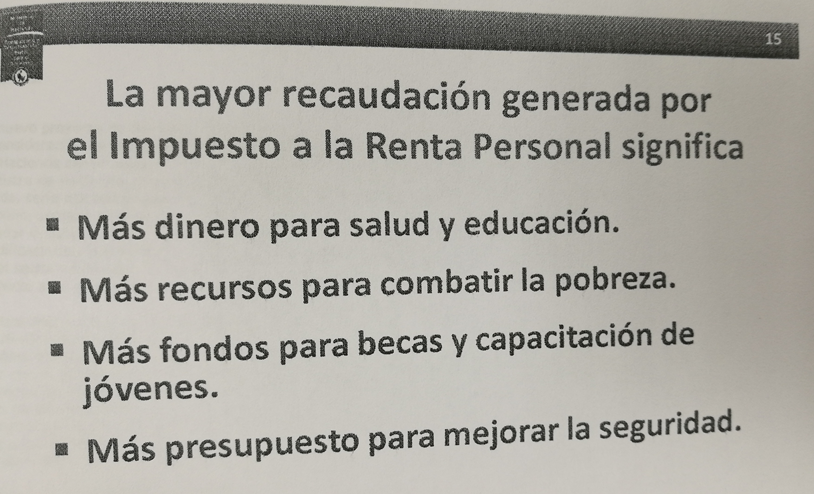 15
La mayor recaudación generada por
el Impuesto a la Renta Personal significa
▪ Más dinero para salud y educación.
▪ Más recursos para combatir la pobreza.
▪ Más fondos para becas y capacitación de
jóvenes.
▪ Más presupuesto para mejorar la seguridad.